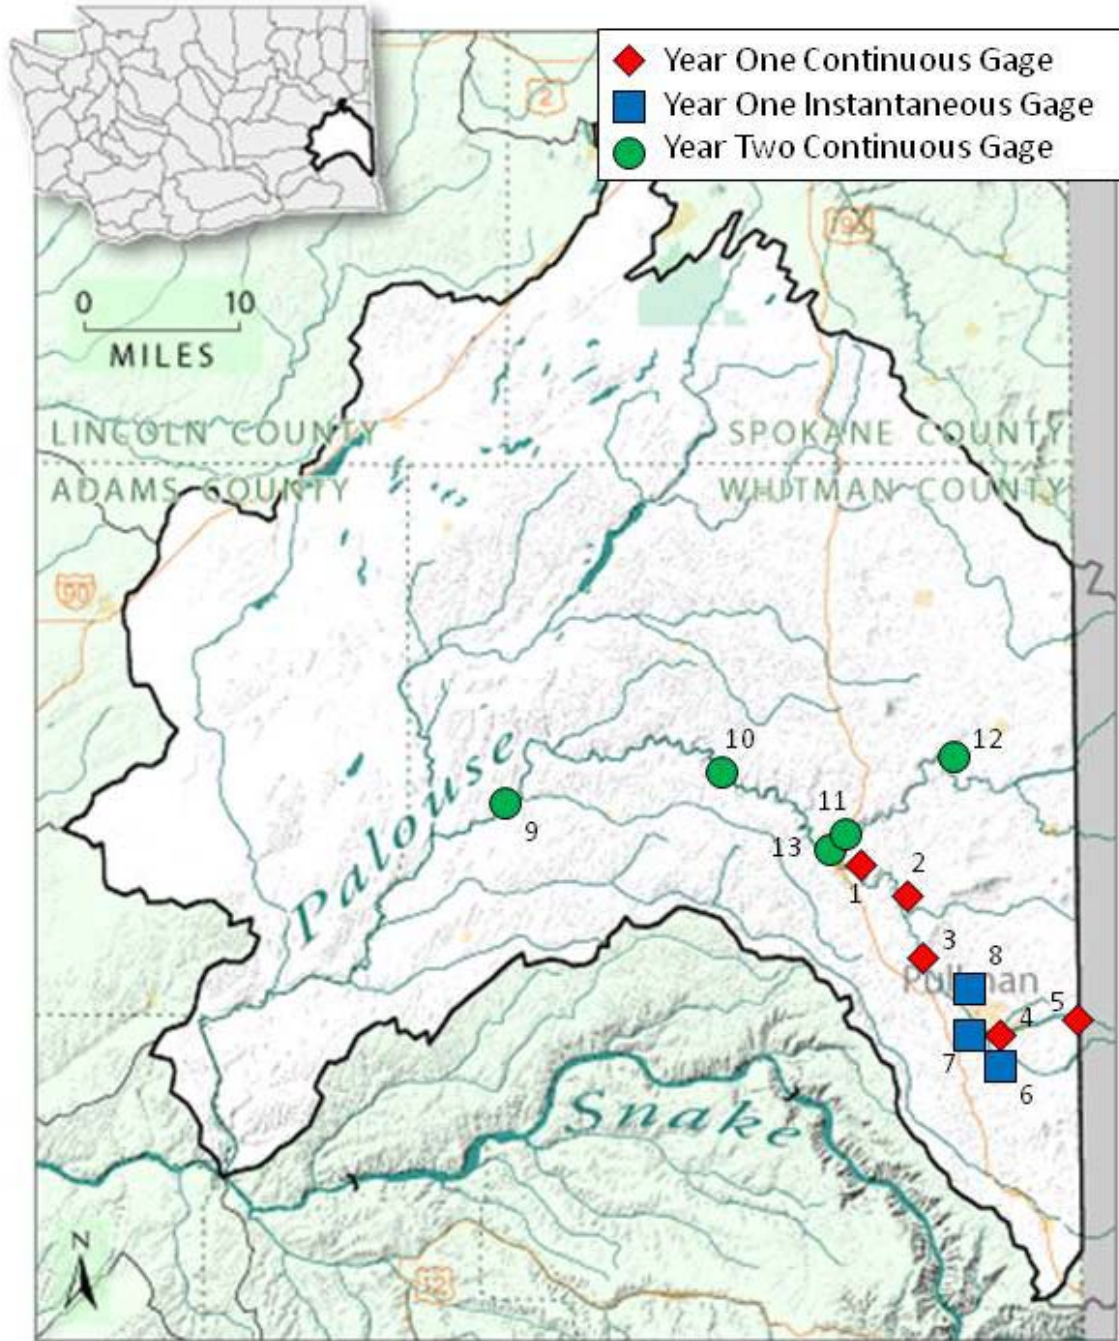 Year One Continuous Gage
Year One Instantaneous Gage
Year Two Continuous Gage
2
0 10
MILES
LINCOLN COUNTY
SPOKANE COUNTY
ADAMS COUNTY
WHITMAN COUNTY
90
Palouse
10
12
9
11
13
1
2
3
8
Pullman
5
4
7
6
Snake
N
12